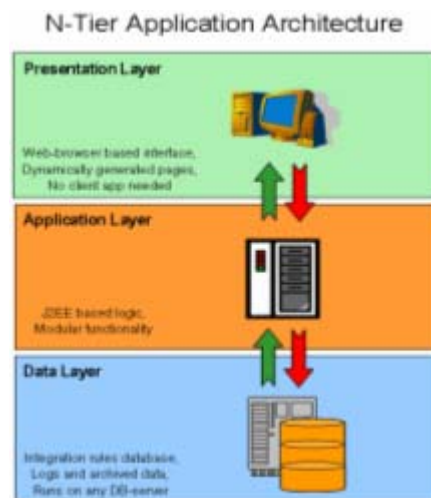 N-Tier Application Architecture
Presentation Layer
Web-browser based interface,
Dynamically generated pages,
No client app needed
Application Layer
J2EE based logic,
Modular functionality
Data Layer
Integration rules database,
Logs and archived data,
Runs on any DB-server